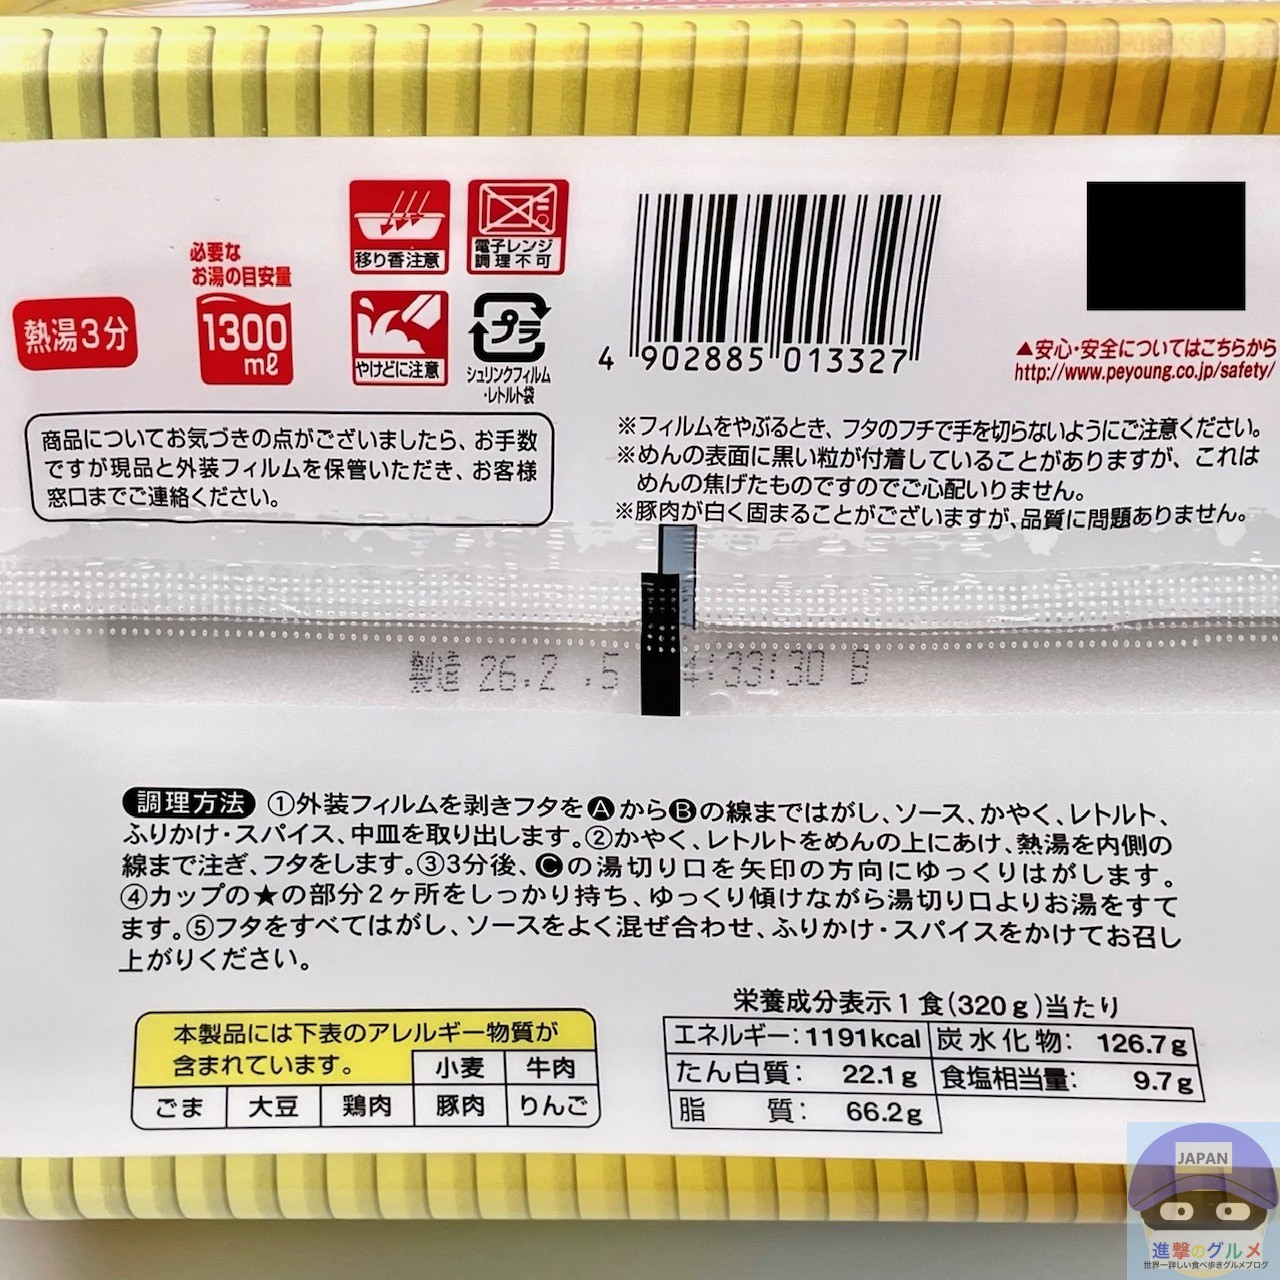 熱湯3分
必要な
お湯の目安量
1300
mℓ
移り香注意
電子レンジ
調理不可
やけどに注意
プラ
シュリンクフィルム
・レトルト袋
4 902885 013327
▲安心・安全についてはこちらから
http://www.peyoung.co.jp/safety/
商品についてお気づきの点がございましたら、お手数
ですが現品と外装フィルムを保管いただき、お客様
窓口までご連絡ください。
※フィルムをやぶるとき、フタのフチで手を切らないようにご注意ください。
※めんの表面に黒い粒が付着していることがありますが、これは
めんの焦げたものですのでご心配いりません。
※豚肉が白く固まることがございますが、品質に問題ありません。
製造 26.2 .5 4:33:30 B
調理方法 ①外装フィルムを剥きフタをAからBの線まではがし、ソース、かやく、レトルト、
ふりかけ・スパイス、中皿を取り出します。②かやく、レトルトをめんの上にあけ、熱湯を内側の
線まで注ぎ、フタをします。③3分後、Cの湯切り口を矢印の方向にゆっくりはがします。
④カップの★の部分2ヶ所をしっかり持ち、ゆっくり傾けながら湯切り口よりお湯をすて
ます。⑤フタをすべてはがし、ソースをよく混ぜ合わせ、ふりかけ・スパイスをかけてお召し
上がりください。
本製品には下表のアレルギー物質が
含まれています。
小麦 牛肉
ごま 大豆 鶏肉 豚肉 りんご
栄養成分表示1食(320g)当たり
エネルギー:1191kcal 炭水化物: 126.7g
たん白質: 22.1g 食塩相当量: 9.7g
脂質: 66.2g
JAPAN
進撃のグルメ
世界一詳しい食べ歩きグルメブログ